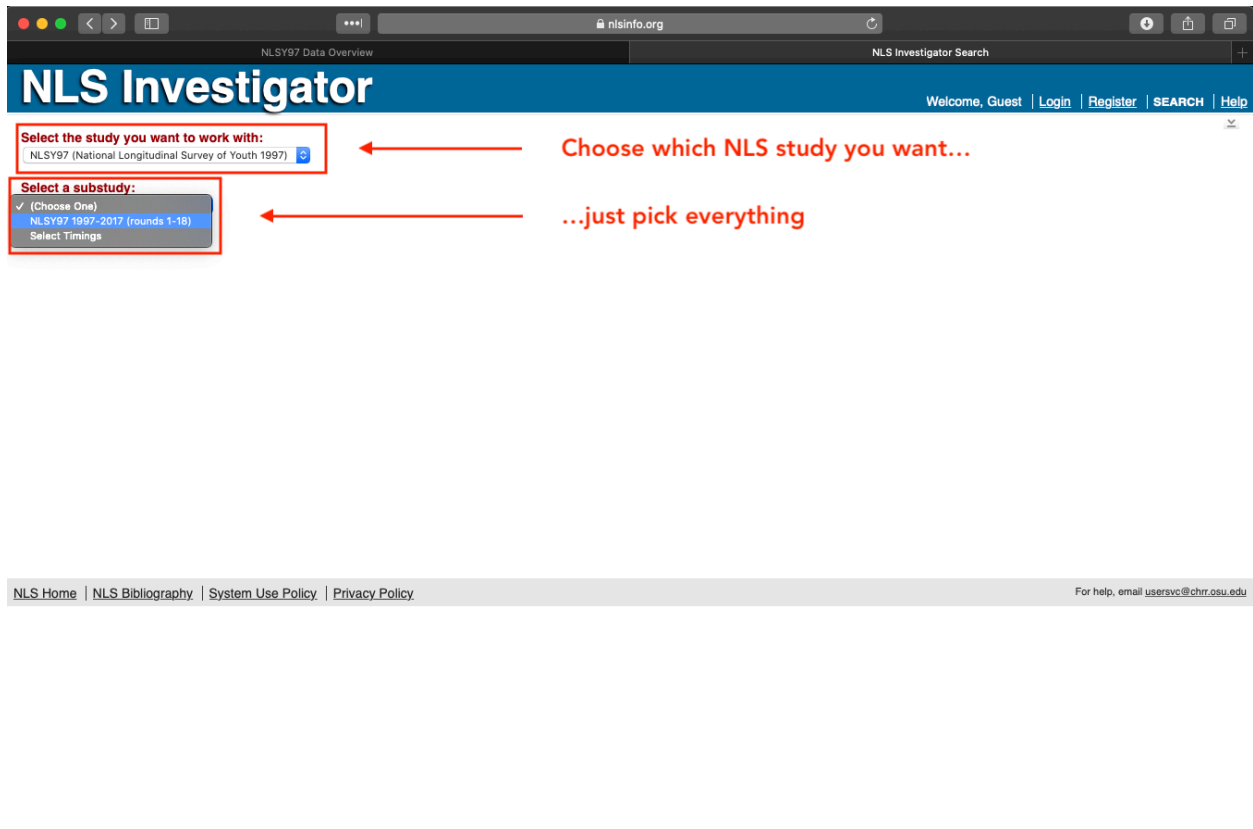 nlsinfo.org
NLSY97 Data Overview
NLS Investigator Search
NLS Investigator
Welcome, Guest | Login | Register | SEARCH | Help
Select the study you want to work with:
NLSY97 (National Longitudinal Survey of Youth 1997)
Choose which NLS study you want...
Select a substudy:
✓ (Choose One)
NLSY97 1997-2017 (rounds 1-18)
Select Timings
...just pick everything
NLS Home | NLS Bibliography | System Use Policy | Privacy Policy
For help, email usersvc@chrr.osu.edu